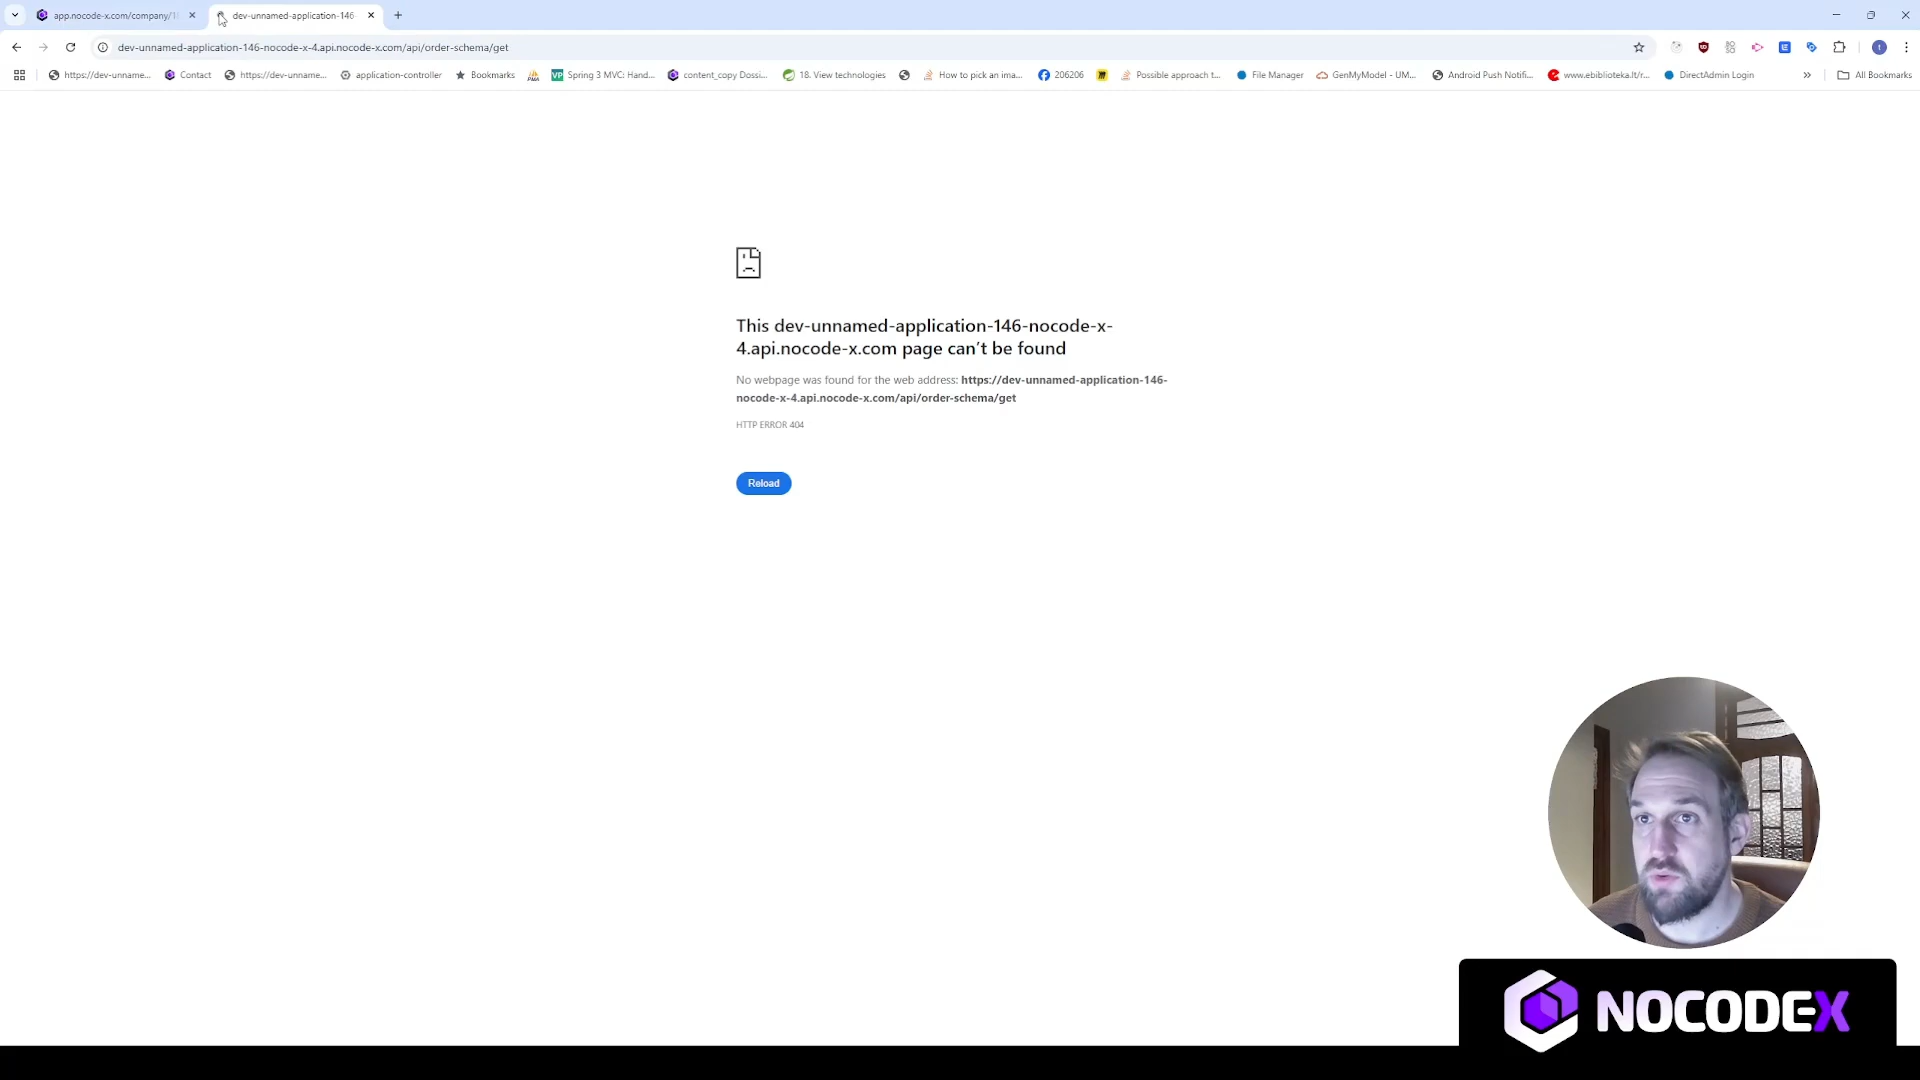 app.nocode-x.com/company/1
dev-unnamed-application-146-
dev-unnamed-application-146-nocode-x-4.api.nocode-x.com/api/order-schema/get
https://dev-unname...
Contact
https://dev-unname...
application-controller
Bookmarks
Spring 3 MVC: Hand...
content_copy Dossi...
18. View technologies
How to pick an ima...
206206
Possible approach t...
File Manager
GenMyModel - UM...
Android Push Notifi...
www.ebiblioteka.lt/r...
DirectAdmin Login
All Bookmarks
This dev-unnamed-application-146-nocode-x-
4.api.nocode-x.com page can't be found
No webpage was found for the web address: https://dev-unnamed-application-146-
nocode-x-4.api.nocode-x.com/api/order-schema/get
HTTP ERROR 404
Reload
NOCODEX